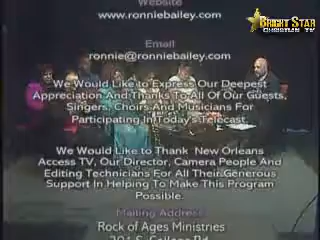 Website
www.ronniebailey.com
BRIGHT STAR
CHRISTIAN TV
Email
ronnie@ronniebailey.com
We Would Like to Express Our Deepest
Appreciation And Thanks To All Of Our Guests,
Singers, Choirs And Musicians For
Participating In Today's Telecast.
We Would Like to Thank New Orleans
Access TV, Our Director, Camera People And
Editing Technicians For All Their Generous
Support In Helping To Make This Program
Possible.
Mailing Address
Rock of Ages Ministries